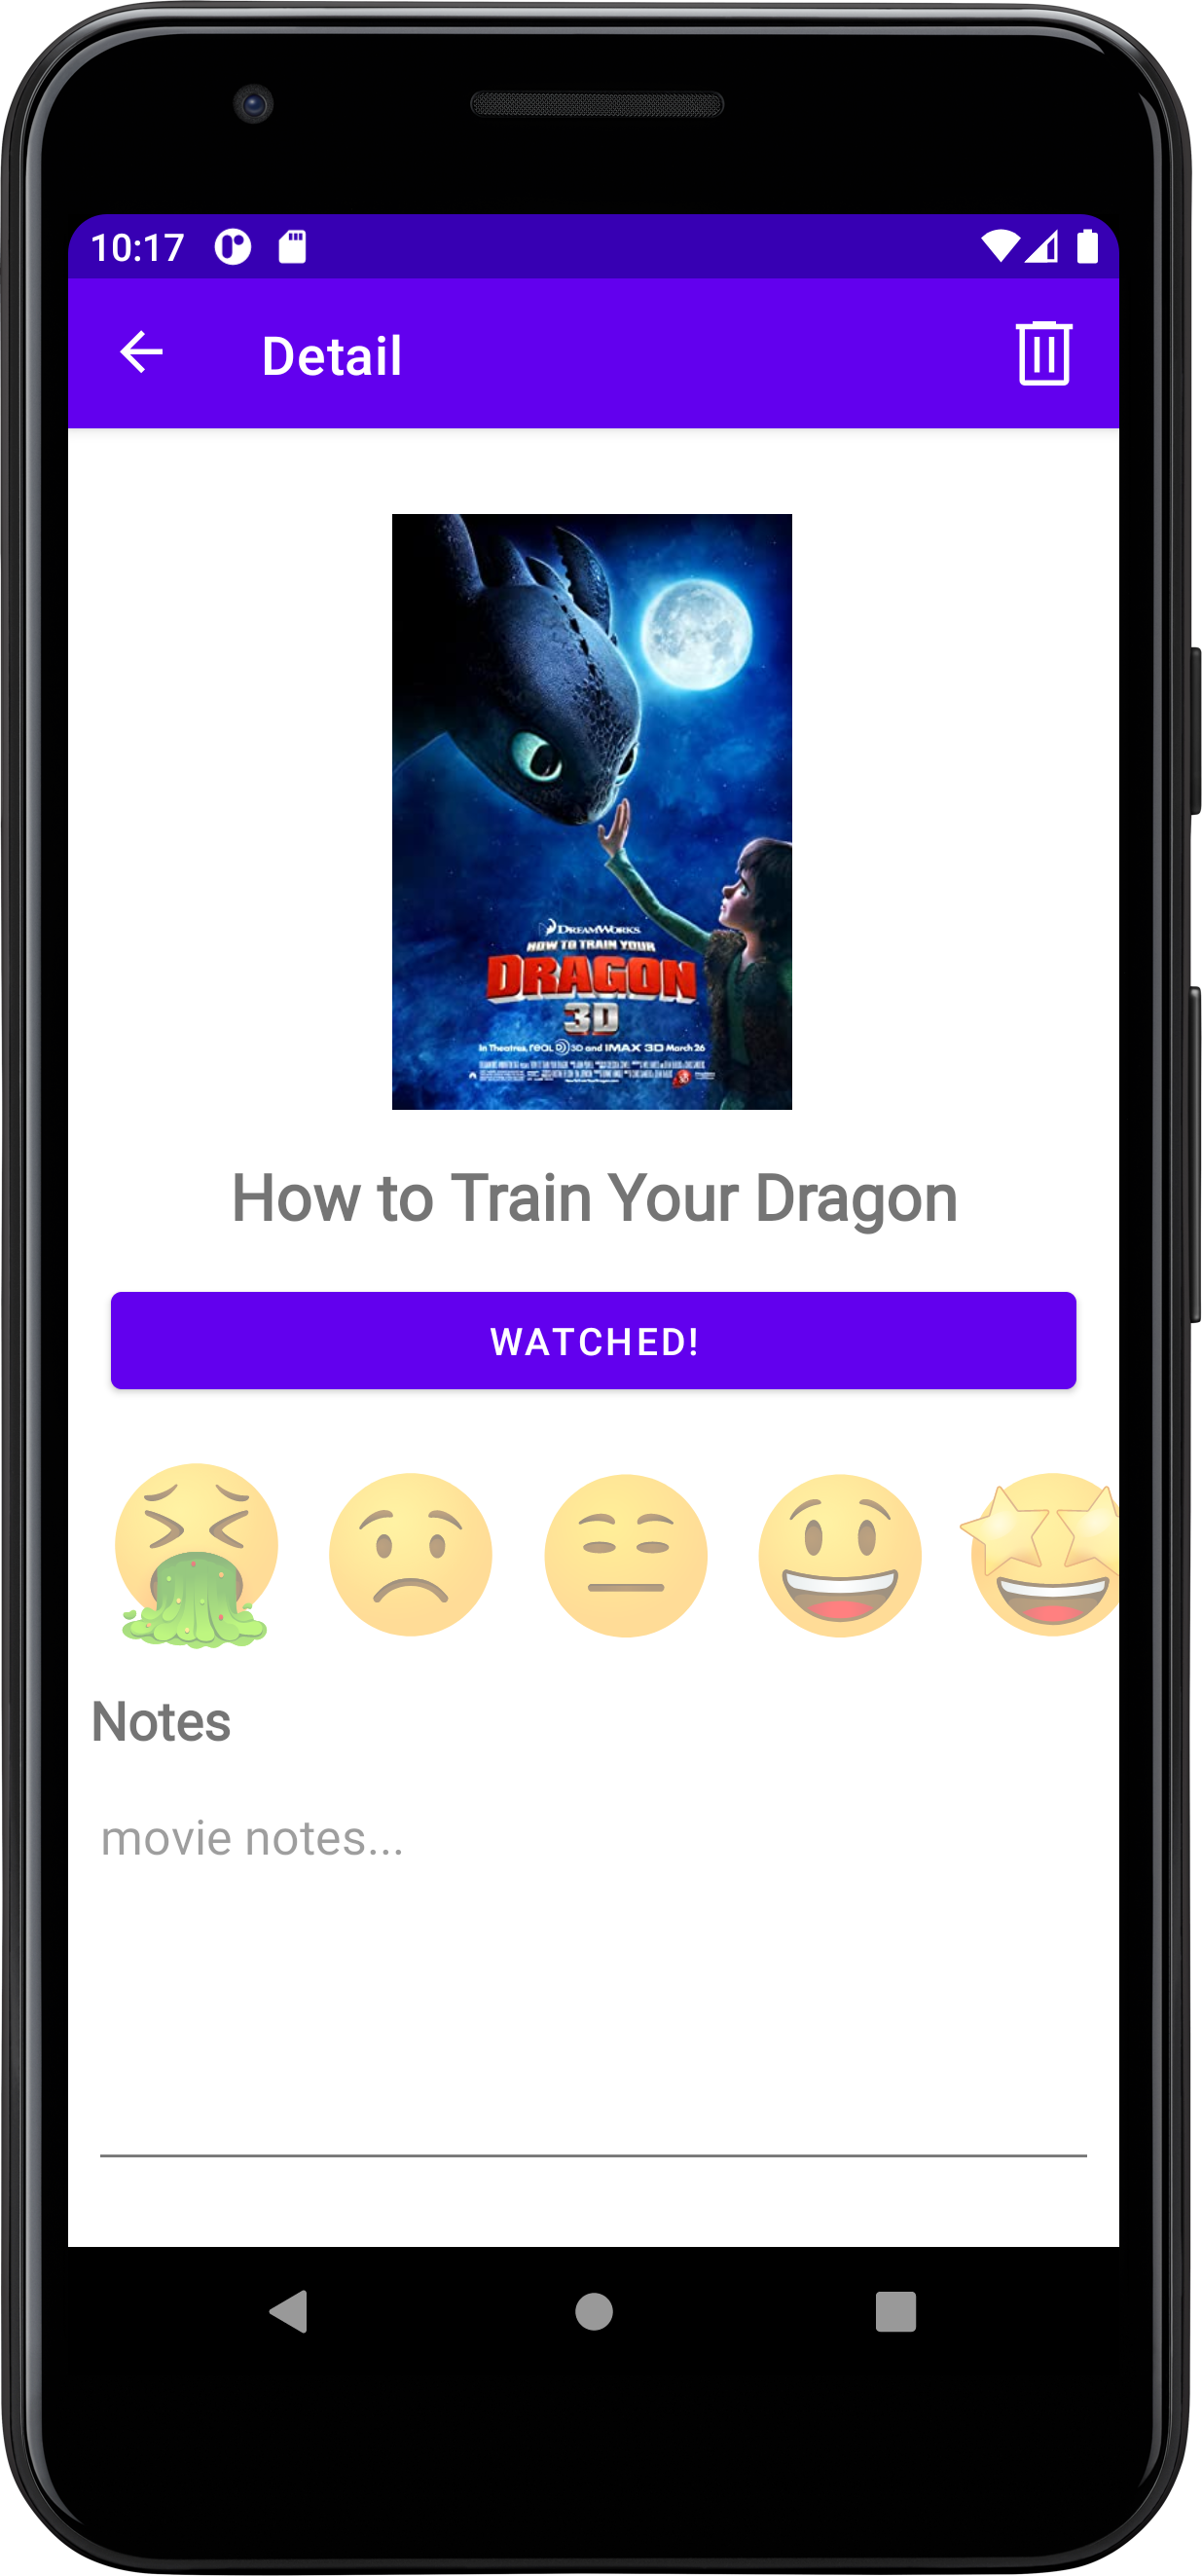 10:17
Detail
DREAMWORKS
HOW TO TRAIN YOUR
DRAGON
3D
In Theatres, REAL D 3D and IMAX 3D March 26
How to Train Your Dragon
WATCHED!
Notes
movie notes...